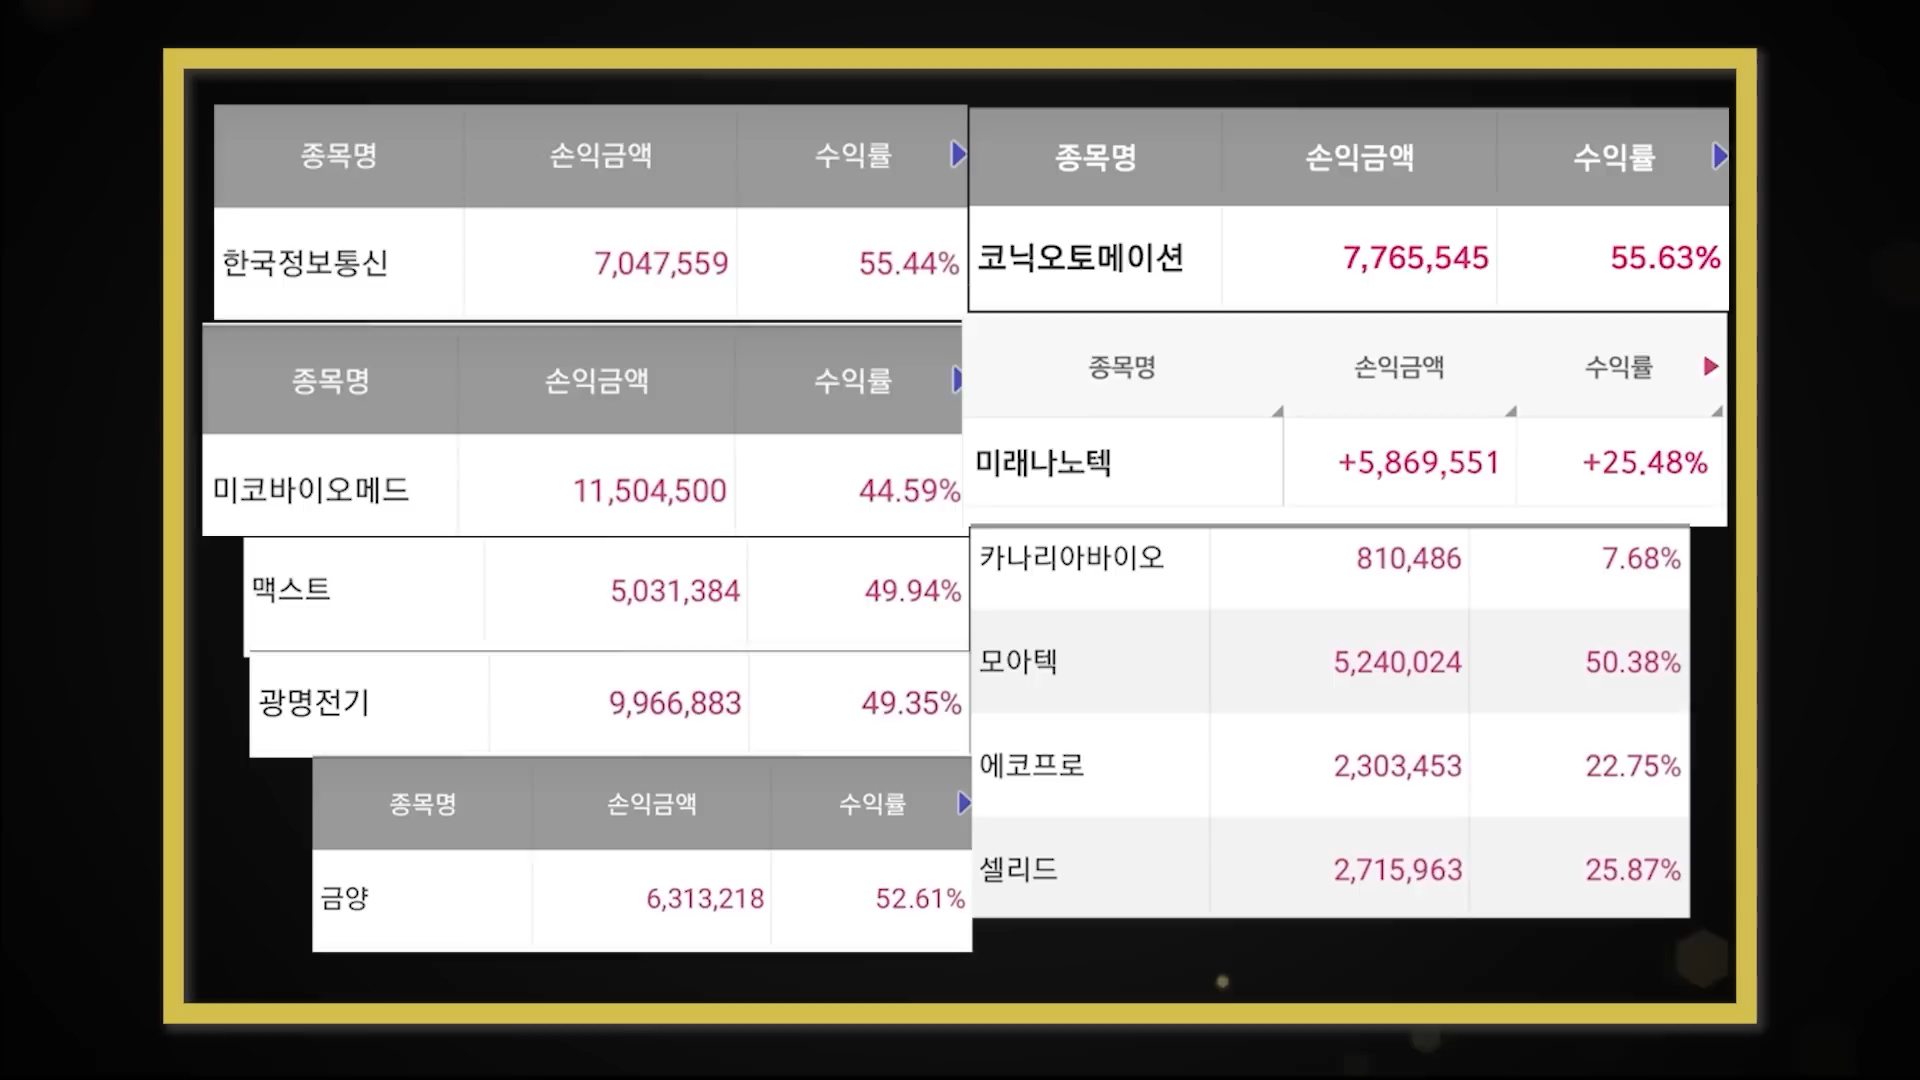 종목명 손익금액 수익률
한국정보통신 7,047,559 55.44%
종목명 손익금액 수익률
미코바이오메드 11,504,500 44.59%
맥스트 5,031,384 49.94%
광명전기 9,966,883 49.35%
종목명 손익금액 수익률
금양 6,313,218 52.61%
종목명 손익금액 수익률
코닉오토메이션 7,765,545 55.63%
종목명 손익금액 수익률
미래나노텍 +5,869,551 +25.48%
카나리아바이오 810,486 7.68%
모아텍 5,240,024 50.38%
에코프로 2,303,453 22.75%
셀리드 2,715,963 25.87%